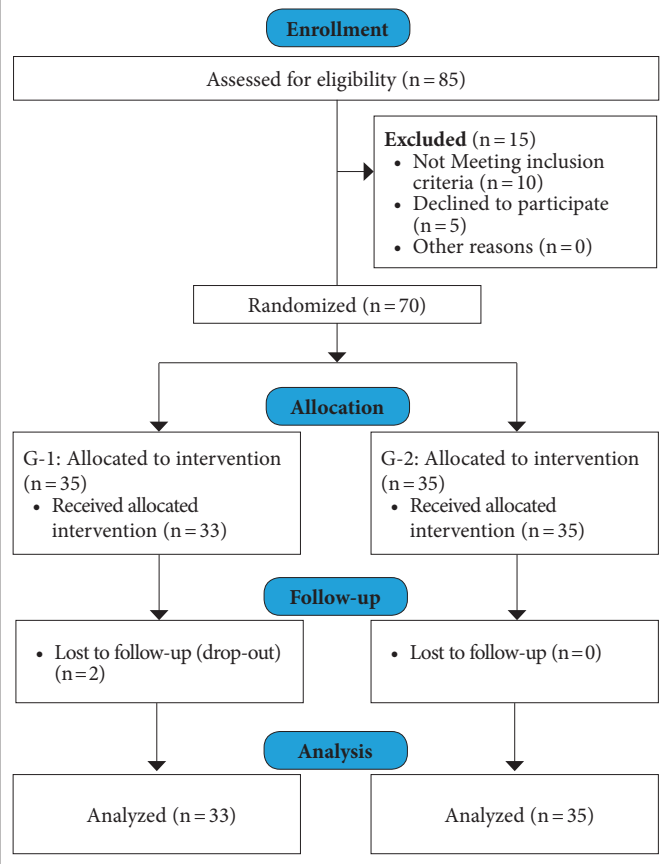 Enrollment
Assessed for eligibility (n = 85)
Excluded (n = 15)
• Not Meeting inclusion
criteria (n = 10)
• Declined to participate
(n = 5)
• Other reasons (n = 0)
Randomized (n = 70)
Allocation
G-1: Allocated to intervention
(n = 35)
• Received allocated
intervention (n = 33)
G-2: Allocated to intervention
(n = 35)
• Received allocated
intervention (n = 35)
Follow-up
• Lost to follow-up (drop-out)
(n = 2)
• Lost to follow-up (n = 0)
Analysis
Analyzed (n = 33)
Analyzed (n = 35)